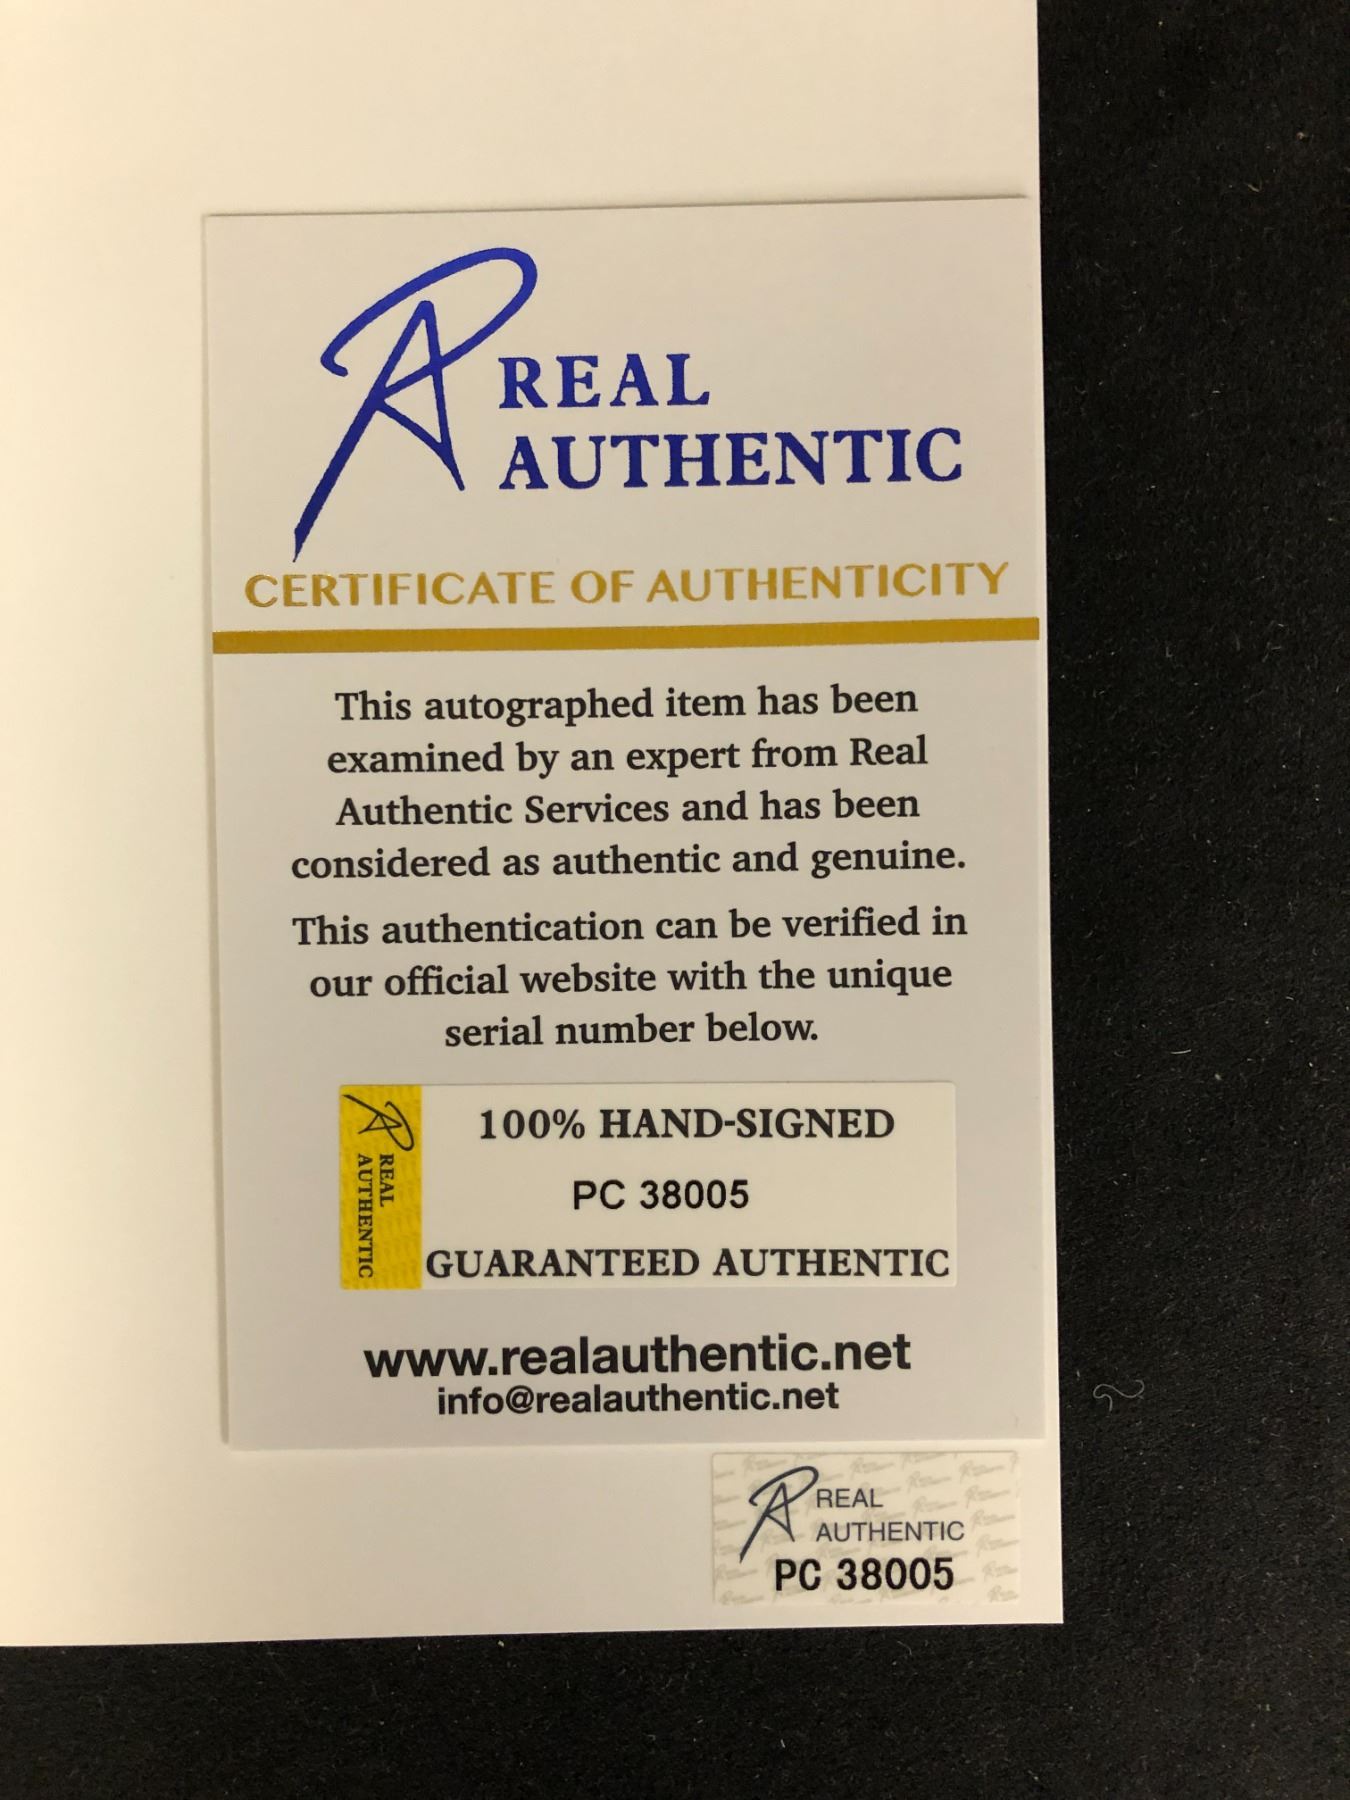 REAL
AUTHENTIC
CERTIFICATE OF AUTHENTICITY
This autographed item has been
examined by an expert from Real
Authentic Services and has been
considered as authentic and genuine.
This authentication can be verified in
our official website with the unique
serial number below.
REAL
AUTHENTIC
100% HAND-SIGNED
PC 38005
GUARANTEED AUTHENTIC
www.realauthentic.net
info@realauthentic.net
REAL
AUTHENTIC
PC 38005